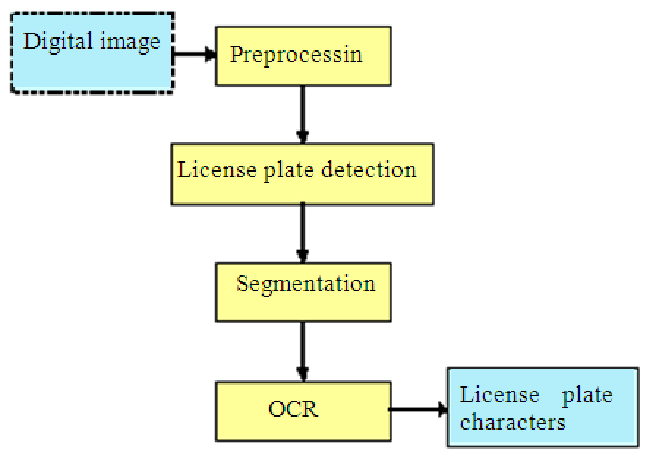 Digital image
Preprocessin
License plate detection
Segmentation
OCR
License plate
characters